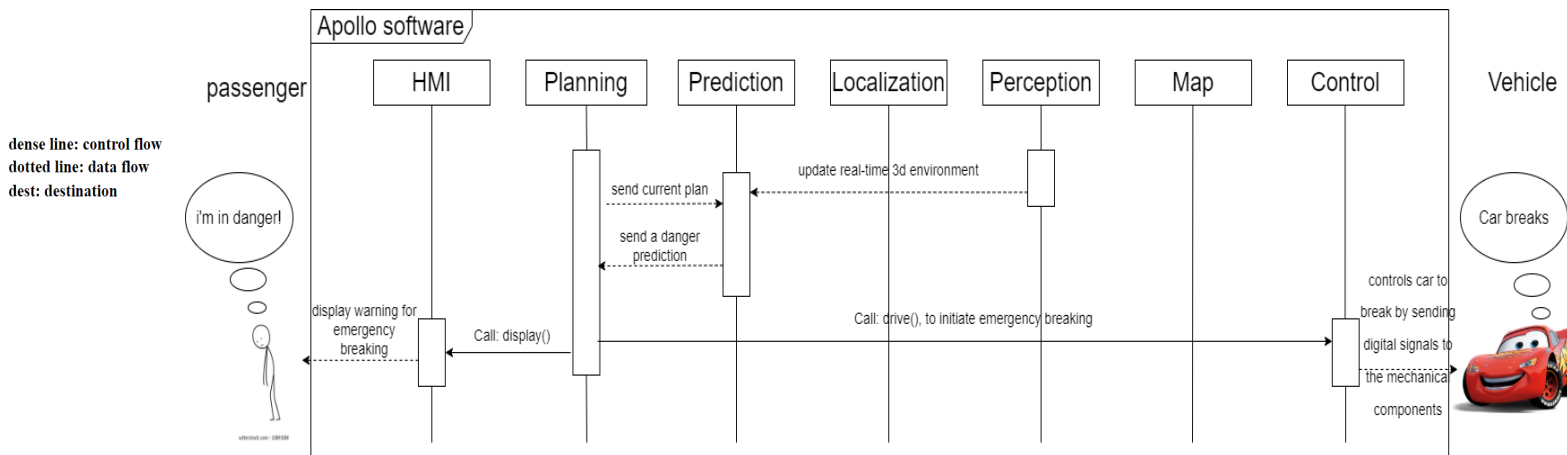 Apollo software
passenger
HMI
Planning
Prediction
Localization
Perception
Map
Control
Vehicle
dense line: control flow
dotted line: data flow
dest: destination
i'm in danger!
send current plan
update real-time 3d environment
Car breaks
send a danger
prediction
display warning for
emergency
breaking
Call: display()
Call: drive(), to initiate emergency breaking
controls car to
break by sending
digital signals to
the mechanical
components